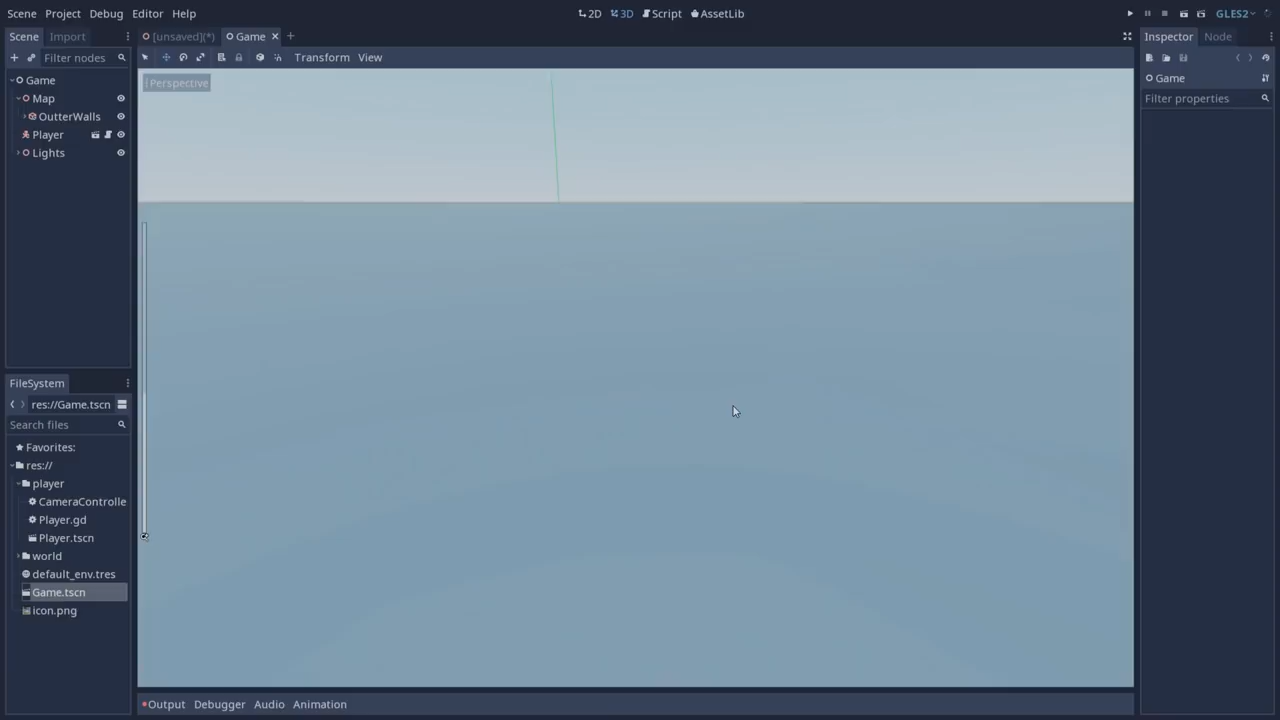 Scene Project Debug Editor Help
2D 3D Script AssetLib
GLES2
Scene Import
[unsaved](*) Game
Inspector Node
Filter nodes
Transform View
Game
Filter properties
Perspective
Game
Map
OutterWalls
Player
Lights
FileSystem
res://Game.tscn
Search files
Favorites:
res://
player
CameraControlle
Player.gd
Player.tscn
world
default_env.tres
Game.tscn
icon.png
Output Debugger Audio Animation